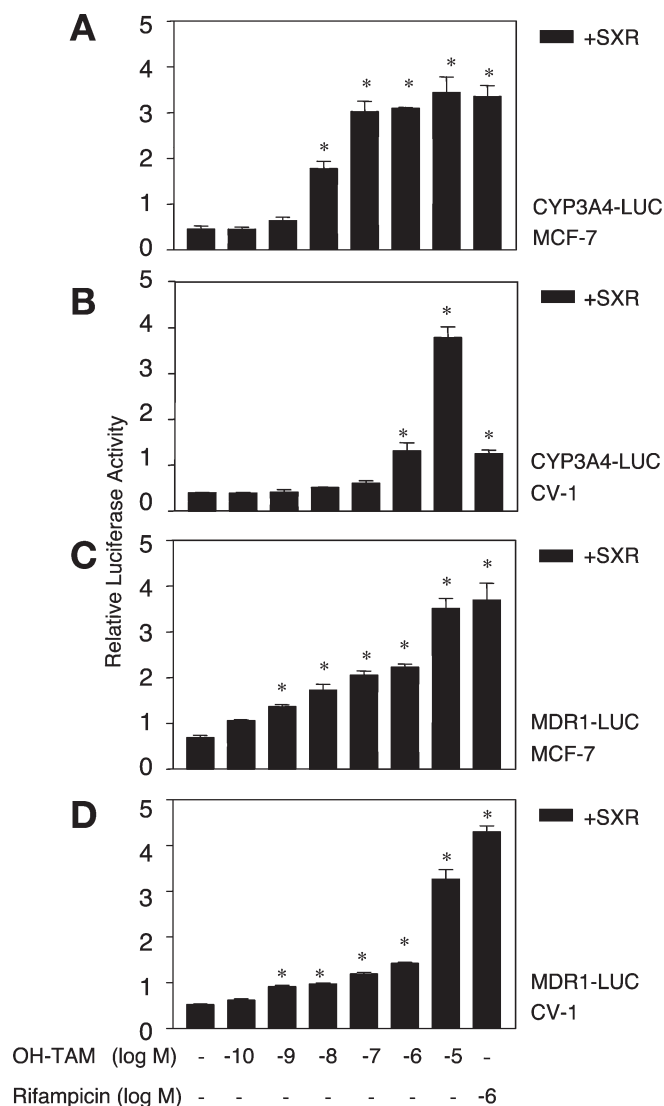 A
5
4
3
2
1
0
* * * * *
+SXR
CYP3A4-LUC
MCF-7
B
5
4
3
2
1
0
* * *
+SXR
CYP3A4-LUC
CV-1
Relative Luciferase Activity
C
5
4
3
2
1
0
* * * * * *
+SXR
MDR1-LUC
MCF-7
D
5
4
3
2
1
0
* * * * * *
+SXR
MDR1-LUC
CV-1
OH-TAM (log M) - -10 -9 -8 -7 -6 -5 -
Rifampicin (log M) - - - - - - - -6